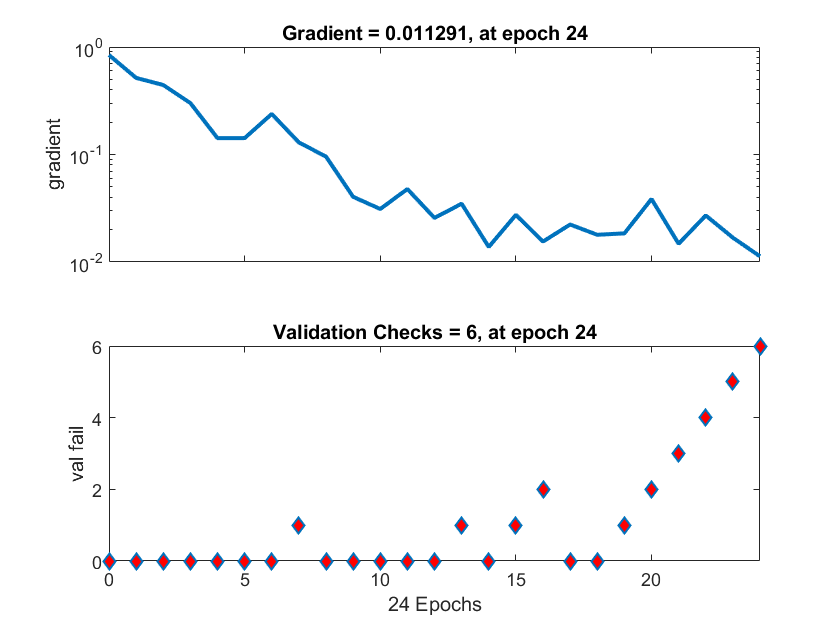 Gradient = 0.011291, at epoch 24
10^0
10^-1
10^-2
gradient
Validation Checks = 6, at epoch 24
6
4
2
0
val fail
0 5 10 15 20
24 Epochs